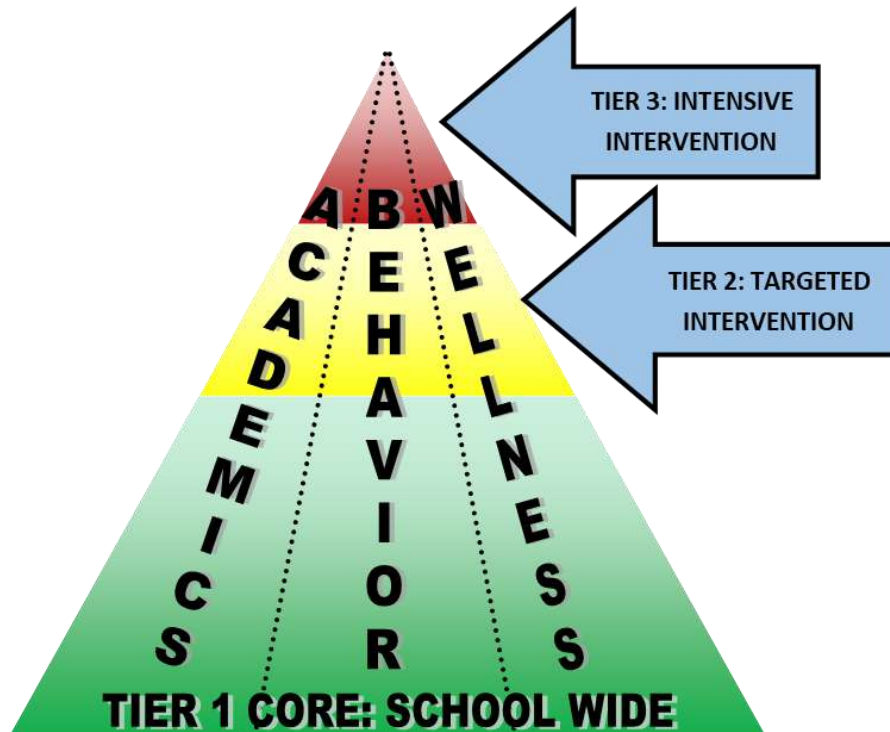 TIER 3: INTENSIVE
INTERVENTION
TIER 2: TARGETED
INTERVENTION
ACADEMICS
BEHAVIOR
WELLNESS
TIER 1 CORE: SCHOOL WIDE